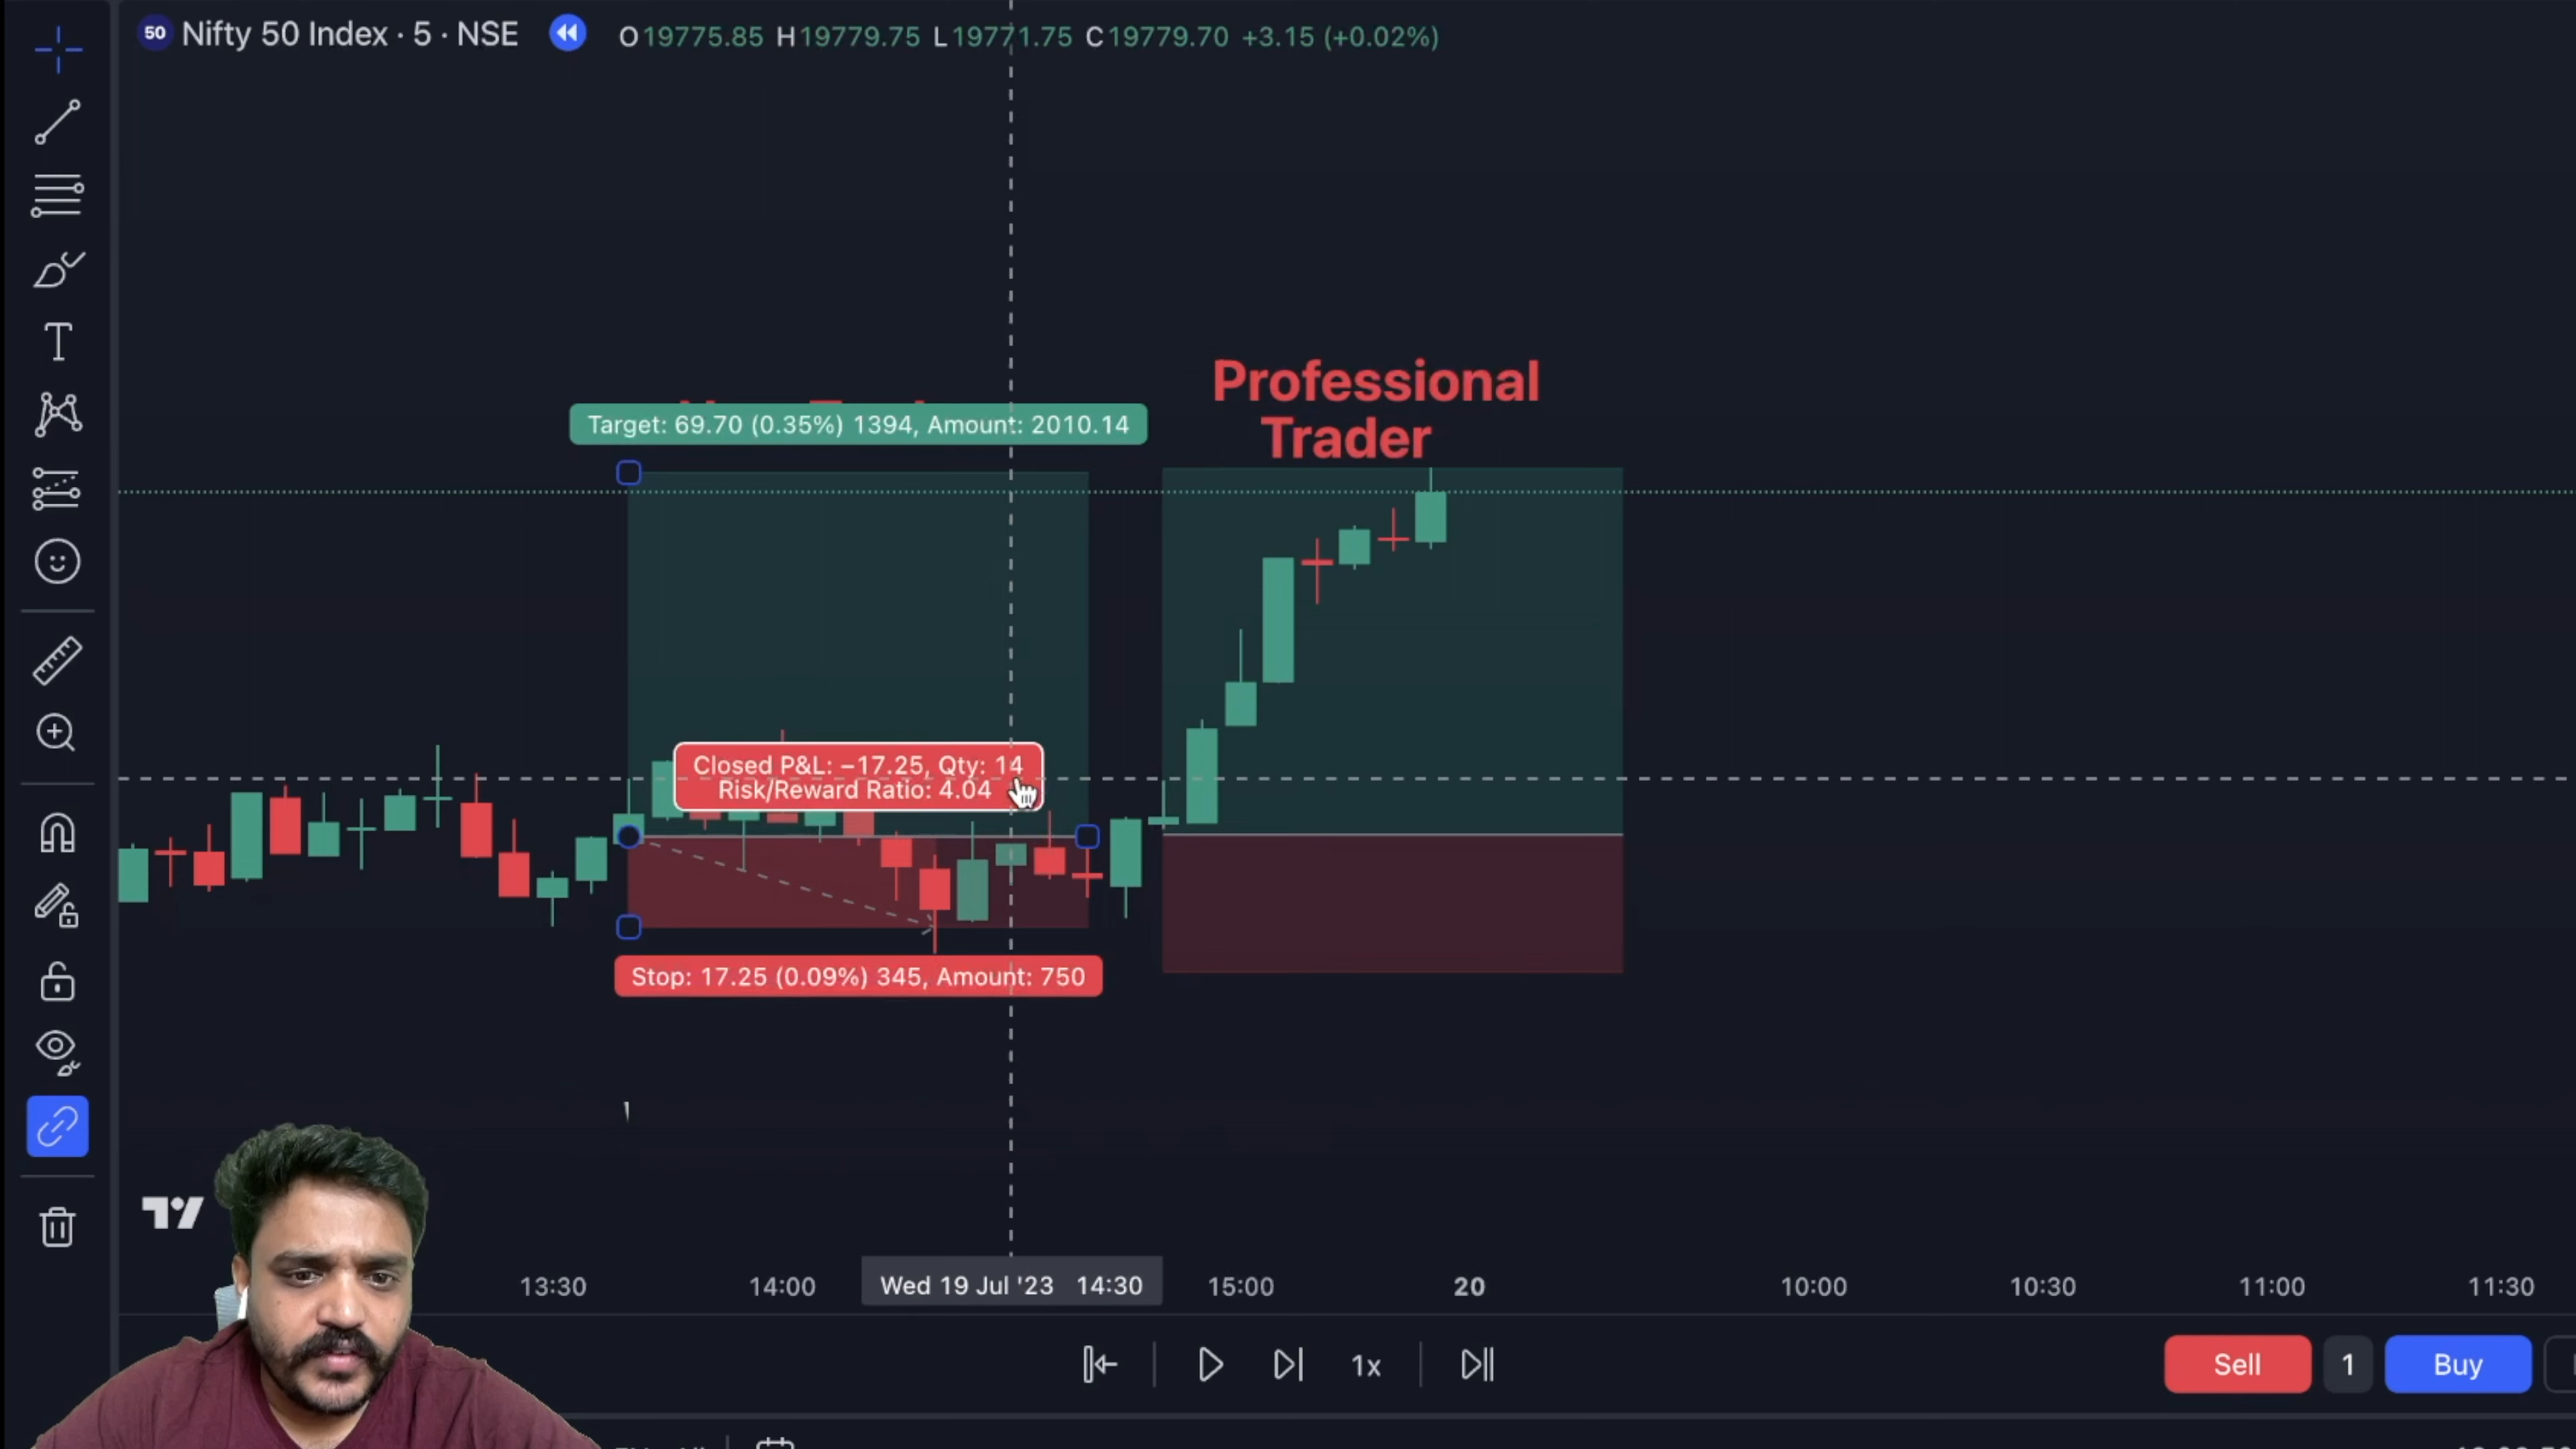 50 Nifty 50 Index · 5 · NSE O19775.85 H19779.75 L19771.75 C19779.70 +3.15 (+0.02%)
Professional
Trader
Target: 69.70 (0.35%) 1394, Amount: 2010.14
Closed P&L: −17.25, Qty: 14
Risk/Reward Ratio: 4.04
Stop: 17.25 (0.09%) 345, Amount: 750
13:30 14:00 Wed 19 Jul '23 14:30 15:00 20 10:00 10:30 11:00 11:30
1x Sell 1 Buy